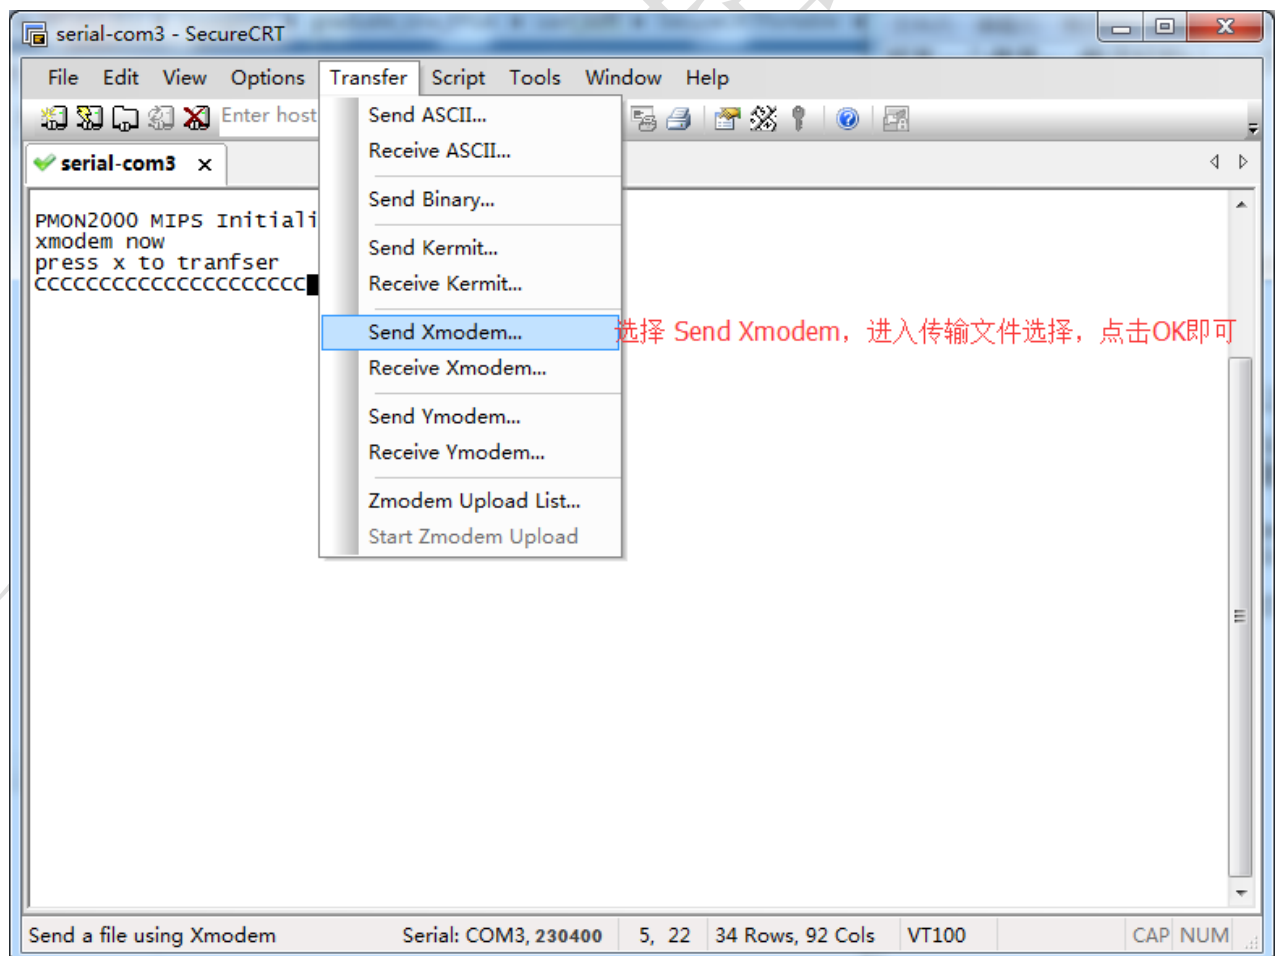 serial-com3 - SecureCRT
File Edit View Options Transfer Script Tools Window Help
Enter host
serial-com3 x
PMON2000 MIPS Initiali
xmodem now
press x to tranfser
CCCCCCCCCCCCCCCCCCCCC
Send ASCII...
Receive ASCII...
Send Binary...
Send Kermit...
Receive Kermit...
Send Xmodem...
选择 Send Xmodem，进入传输文件选择，点击OK即可
Receive Xmodem...
Send Ymodem...
Receive Ymodem...
Zmodem Upload List...
Start Zmodem Upload
Send a file using Xmodem Serial: COM3, 230400 5, 22 34 Rows, 92 Cols VT100 CAP NUM